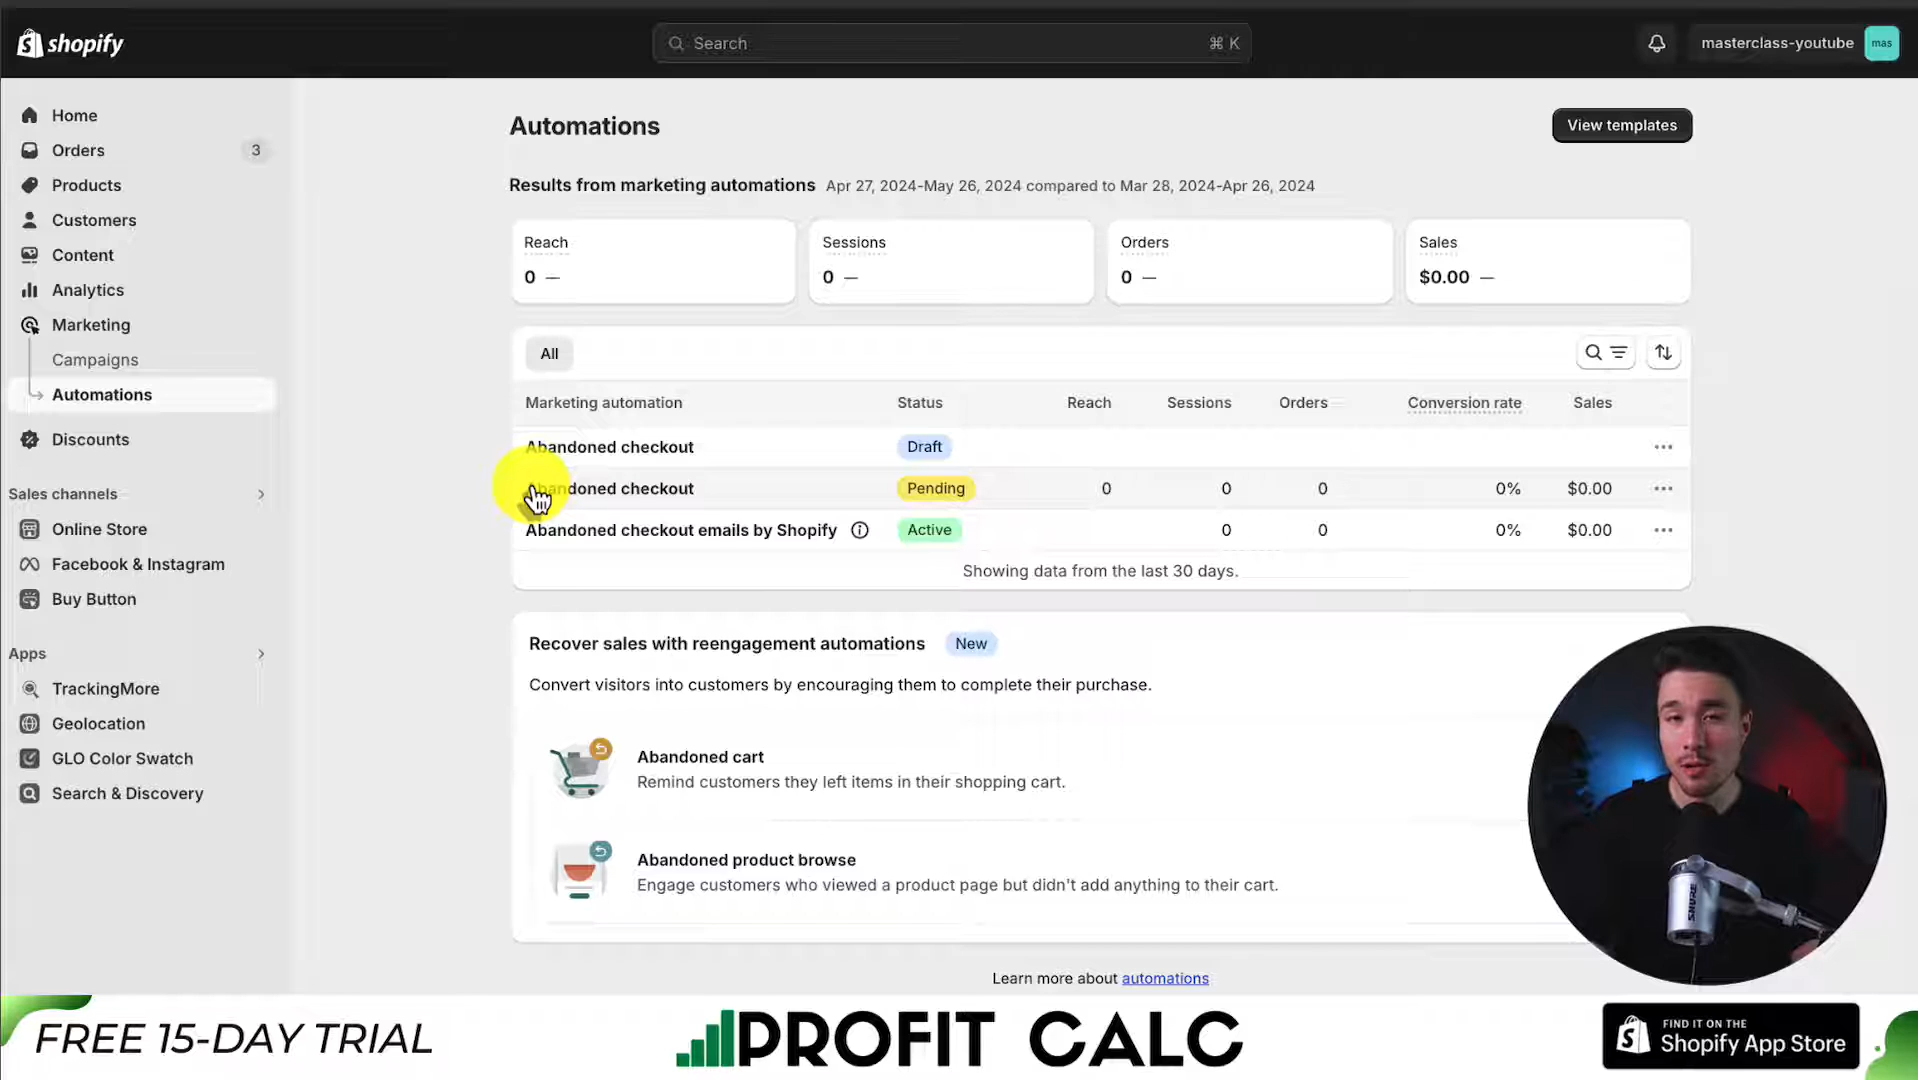 shopify
Search
⌘ K
masterclass-youtube
mas
Home
Orders
3
Products
Customers
Content
Analytics
Marketing
Campaigns
Automations
Discounts
Sales channels
Online Store
Facebook & Instagram
Buy Button
Apps
TrackingMore
Geolocation
GLO Color Swatch
Search & Discovery
Automations
View templates
Results from marketing automations Apr 27, 2024-May 26, 2024 compared to Mar 28, 2024-Apr 26, 2024
Reach
0 —
Sessions
0 —
Orders
0 —
Sales
$0.00 —
All
Marketing automation Status Reach Sessions Orders Conversion rate Sales
Abandoned checkout Draft
Abandoned checkout Pending 0 0 0 0% $0.00
Abandoned checkout emails by Shopify Active 0 0 0% $0.00
Showing data from the last 30 days.
Recover sales with reengagement automations New
Convert visitors into customers by encouraging them to complete their purchase.
Abandoned cart
Remind customers they left items in their shopping cart.
Abandoned product browse
Engage customers who viewed a product page but didn't add anything to their cart.
Learn more about automations
SHURE
FREE 15-DAY TRIAL
PROFIT CALC
FIND IT ON THE
Shopify App Store